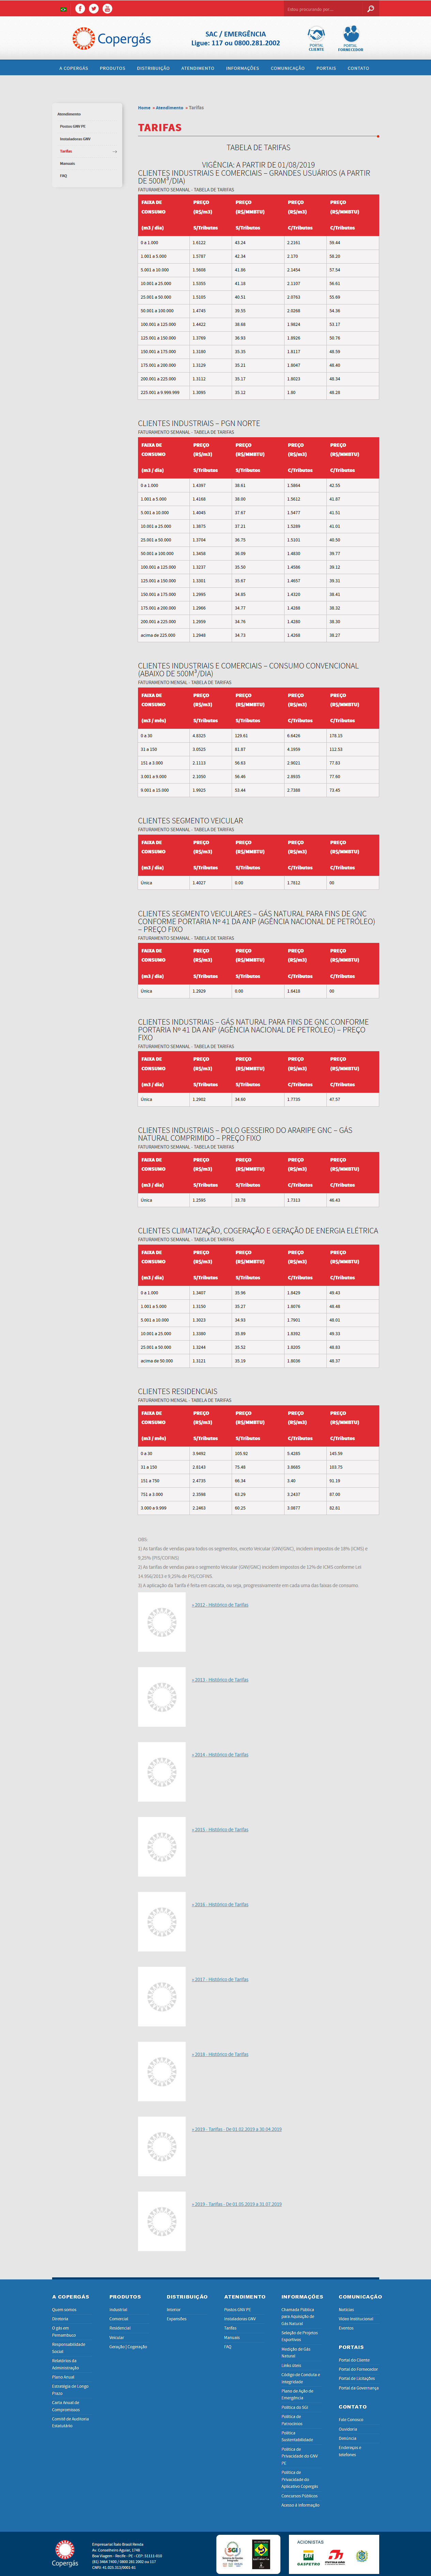 Estou procurando por...
Copergás
SAC / EMERGÊNCIA
Ligue: 117 ou 0800.281.2002
PORTAL CLIENTE
PORTAL FORNECEDOR
A COPERGÁS PRODUTOS DISTRIBUIÇÃO ATENDIMENTO INFORMAÇÕES COMUNICAÇÃO PORTAIS CONTATO
Atendimento
Postos GNV PE
Instaladoras GNV
Tarifas
Manuais
FAQ
Home » Atendimento » Tarifas
TARIFAS
TABELA DE TARIFAS
VIGÊNCIA: A PARTIR DE 01/08/2019
CLIENTES INDUSTRIAIS E COMERCIAIS – GRANDES USUÁRIOS (A PARTIR
DE 500M³/DIA)
FATURAMENTO SEMANAL - TABELA DE TARIFAS
FAIXA DE CONSUMO PREÇO (R$/m3) PREÇO (R$/MMBTU) PREÇO (R$/m3) PREÇO (R$/MMBTU)
(m3 / dia) S/Tributos S/Tributos C/Tributos C/Tributos
0 a 1.000 1.6122 43.24 2.2161 59.44
1.001 a 5.000 1.5787 42.34 2.170 58.20
5.001 a 10.000 1.5608 41.86 2.1454 57.54
10.001 a 25.000 1.5355 41.18 2.1107 56.61
25.001 a 50.000 1.5105 40.51 2.0763 55.69
50.001 a 100.000 1.4745 39.55 2.0268 54.36
100.001 a 125.000 1.4422 38.68 1.9824 53.17
125.001 a 150.000 1.3769 36.93 1.8926 50.76
150.001 a 175.000 1.3180 35.35 1.8117 48.59
175.001 a 200.000 1.3129 35.21 1.8047 48.40
200.001 a 225.000 1.3112 35.17 1.8023 48.34
225.001 a 9.999.999 1.3095 35.12 1.80 48.28
CLIENTES INDUSTRIAIS – PGN NORTE
FATURAMENTO SEMANAL - TABELA DE TARIFAS
FAIXA DE CONSUMO PREÇO (R$/m3) PREÇO (R$/MMBTU) PREÇO (R$/m3) PREÇO (R$/MMBTU)
(m3 / dia) S/Tributos S/Tributos C/Tributos C/Tributos
0 a 1.000 1.4397 38.61 1.5864 42.55
1.001 a 5.000 1.4168 38.00 1.5612 41.87
5.001 a 10.000 1.4045 37.67 1.5477 41.51
10.001 a 25.000 1.3875 37.21 1.5289 41.01
25.001 a 50.000 1.3704 36.75 1.5101 40.50
50.001 a 100.000 1.3458 36.09 1.4830 39.77
100.001 a 125.000 1.3237 35.50 1.4586 39.12
125.001 a 150.000 1.3301 35.67 1.4657 39.31
150.001 a 175.000 1.2995 34.85 1.4320 38.41
175.001 a 200.000 1.2966 34.77 1.4288 38.32
200.001 a 225.000 1.2959 34.76 1.4280 38.30
acima de 225.000 1.2948 34.73 1.4268 38.27
CLIENTES INDUSTRIAIS E COMERCIAIS – CONSUMO CONVENCIONAL
(ABAIXO DE 500M³/DIA)
FATURAMENTO MENSAL - TABELA DE TARIFAS
FAIXA DE CONSUMO PREÇO (R$/m3) PREÇO (R$/MMBTU) PREÇO (R$/m3) PREÇO (R$/MMBTU)
(m3 / mês) S/Tributos S/Tributos C/Tributos C/Tributos
0 a 30 4.8325 129.61 6.6426 178.15
31 a 150 3.0525 81.87 4.1959 112.53
151 a 3.000 2.1113 56.63 2.9021 77.83
3.001 a 9.000 2.1050 56.46 2.8935 77.60
9.001 a 15.000 1.9925 53.44 2.7388 73.45
CLIENTES SEGMENTO VEICULAR
FATURAMENTO SEMANAL - TABELA DE TARIFAS
FAIXA DE CONSUMO PREÇO (R$/m3) PREÇO (R$/MMBTU) PREÇO (R$/m3) PREÇO (R$/MMBTU)
(m3 / dia) S/Tributos S/Tributos C/Tributos C/Tributos
Única 1.4027 0.00 1.7812 00
CLIENTES SEGMENTO VEICULARES – GÁS NATURAL PARA FINS DE GNC
CONFORME PORTARIA Nº 41 DA ANP (AGÊNCIA NACIONAL DE PETRÓLEO)
– PREÇO FIXO
FATURAMENTO SEMANAL - TABELA DE TARIFAS
FAIXA DE CONSUMO PREÇO (R$/m3) PREÇO (R$/MMBTU) PREÇO (R$/m3) PREÇO (R$/MMBTU)
(m3 / dia) S/Tributos S/Tributos C/Tributos C/Tributos
Única 1.2929 0.00 1.6418 00
CLIENTES INDUSTRIAIS – GÁS NATURAL PARA FINS DE GNC CONFORME
PORTARIA Nº 41 DA ANP (AGÊNCIA NACIONAL DE PETRÓLEO) – PREÇO
FIXO
FATURAMENTO SEMANAL - TABELA DE TARIFAS
FAIXA DE CONSUMO PREÇO (R$/m3) PREÇO (R$/MMBTU) PREÇO (R$/m3) PREÇO (R$/MMBTU)
(m3 / dia) S/Tributos S/Tributos C/Tributos C/Tributos
Única 1.2902 34.60 1.7735 47.57
CLIENTES INDUSTRIAIS – POLO GESSEIRO DO ARARIPE GNC – GÁS
NATURAL COMPRIMIDO – PREÇO FIXO
FATURAMENTO SEMANAL - TABELA DE TARIFAS
FAIXA DE CONSUMO PREÇO (R$/m3) PREÇO (R$/MMBTU) PREÇO (R$/m3) PREÇO (R$/MMBTU)
(m3 / dia) S/Tributos S/Tributos C/Tributos C/Tributos
Única 1.2595 33.78 1.7313 46.43
CLIENTES CLIMATIZAÇÃO, COGERAÇÃO E GERAÇÃO DE ENERGIA ELÉTRICA
FATURAMENTO SEMANAL - TABELA DE TARIFAS
FAIXA DE CONSUMO PREÇO (R$/m3) PREÇO (R$/MMBTU) PREÇO (R$/m3) PREÇO (R$/MMBTU)
(m3 / dia) S/Tributos S/Tributos C/Tributos C/Tributos
0 a 1.000 1.3407 35.96 1.8429 49.43
1.001 a 5.000 1.3150 35.27 1.8076 48.48
5.001 a 10.000 1.3023 34.93 1.7901 48.01
10.001 a 25.000 1.3380 35.89 1.8392 49.33
25.001 a 50.000 1.3244 35.52 1.8205 48.83
acima de 50.000 1.3121 35.19 1.8036 48.37
CLIENTES RESIDENCIAIS
FATURAMENTO MENSAL - TABELA DE TARIFAS
FAIXA DE CONSUMO PREÇO (R$/m3) PREÇO (R$/MMBTU) PREÇO (R$/m3) PREÇO (R$/MMBTU)
(m3 / mês) S/Tributos S/Tributos C/Tributos C/Tributos
0 a 30 3.9492 105.92 5.4285 145.59
31 a 150 2.8143 75.48 3.8685 103.75
151 a 750 2.4735 66.34 3.40 91.19
751 a 3.000 2.3598 63.29 3.2437 87.00
3.000 a 9.999 2.2463 60.25 3.0877 82.81
OBS:
1) As tarifas de vendas para todos os segmentos, exceto Veicular (GNV/GNC), incidem impostos de 18% (ICMS) e
9,25% (PIS/COFINS)
2) As tarifas de vendas para o segmento Veicular (GNV/GNC) incidem impostos de 12% de ICMS conforme Lei
14.956/2013 e 9,25% de PIS/COFINS.
3) A aplicação da Tarifa é feita em cascata, ou seja, progressivamente em cada uma das faixas de consumo.
» 2012 - Histórico de Tarifas
» 2013 - Histórico de Tarifas
» 2014 - Histórico de Tarifas
» 2015 - Histórico de Tarifas
» 2016 - Histórico de Tarifas
» 2017 - Histórico de Tarifas
» 2018 - Histórico de Tarifas
» 2019 - Tarifas - De 01.02.2019 a 30.04.2019
» 2019 - Tarifas - De 01.05.2019 a 31.07.2019
A COPERGÁS
Quem somos
Diretoria
O gás em
Pernambuco
Responsabilidade
Social
Relatórios da
Administração
Plano Anual
Estratégia de Longo
Prazo
Carta Anual de
Compromissos
Comitê de Auditoria
Estatutário
PRODUTOS
Industrial
Comercial
Residencial
Veicular
Geração | Cogeração
DISTRIBUIÇÃO
Interior
Expansões
ATENDIMENTO
Postos GNV PE
Instaladoras GNV
Tarifas
Manuais
FAQ
INFORMAÇÕES
Chamada Pública
para Aquisição de
Gás Natural
Seleção de Projetos
Esportivos
Medição de Gás
Natural
Links úteis
Código de Conduta e
Integridade
Plano de Ação de
Emergência
Política do SGI
Política de
Patrocínios
Política
Sustentabilidade
Política de
Privacidade do GNV
PE
Política de
Privacidade do
Aplicativo Copergás
Concursos Públicos
Acesso à Informação
COMUNICAÇÃO
Notícias
Vídeo Institucional
Eventos
PORTAIS
Portal do Cliente
Portal do Fornecedor
Portal de Licitações
Portal da Governança
CONTATO
Fale Conosco
Ouvidoria
Denúncia
Endereços e
telefones
Copergás
Empresarial Ítalo Brasil Renda
Av. Conselheiro Aguiar, 1748
Boa Viagem - Recife - PE - CEP: 51111-010
(81) 3464 7400 / 0800 281 2002 ou 117
CNPJ: 41.025.313/0001-81
SGI
ACIONISTAS
GASPETRO